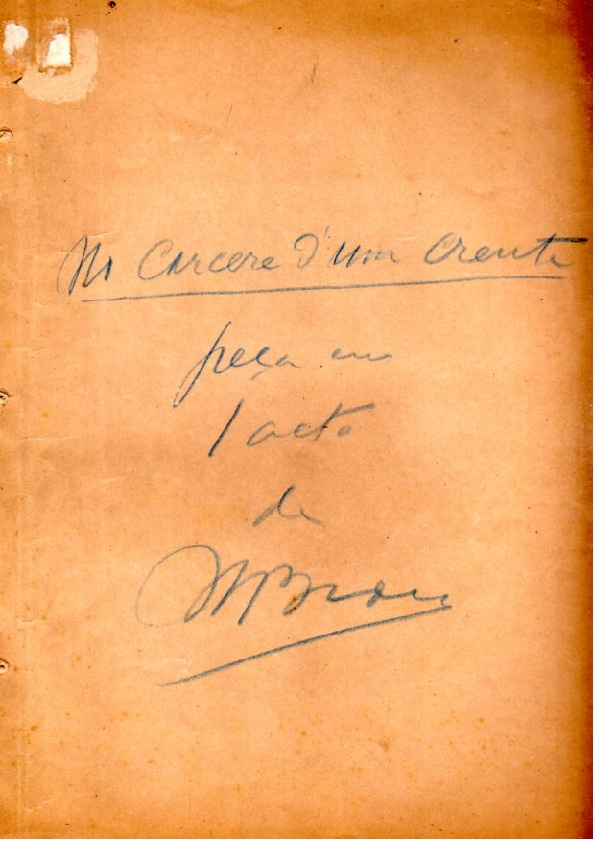 No Carcere d'um Crente
peça em
1 acto
de